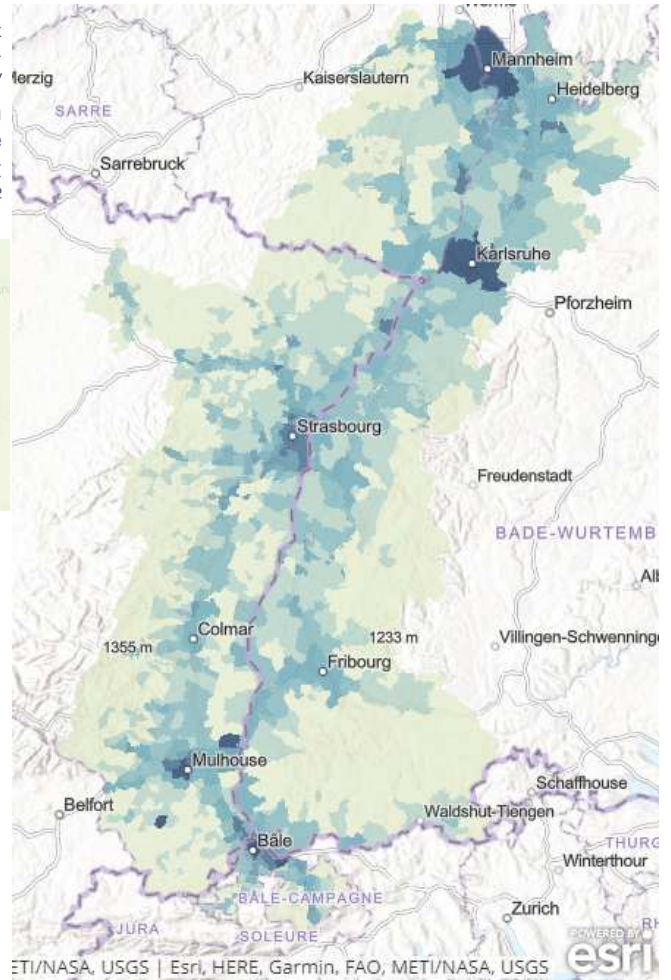 Mannheim
Kaiserslautern
Heidelberg
SARRE
Sarrebruck
Karlsruhe
Pforzheim
Strasbourg
Freudenstadt
BADE-WURTEMB
Colmar
1355 m
1233 m
Fribourg
Villingen-Schwenninge
Mulhouse
Belfort
Schaffhouse
Waldshut-Tiengen
Bâle
THURG
Winterthour
BÂLE-CAMPAGNE
Zurich
JURA
SOLEURE
POWERED BY
esri
ETI/NASA, USGS | Esri, HERE, Garmin, FAO, METI/NASA, USGS